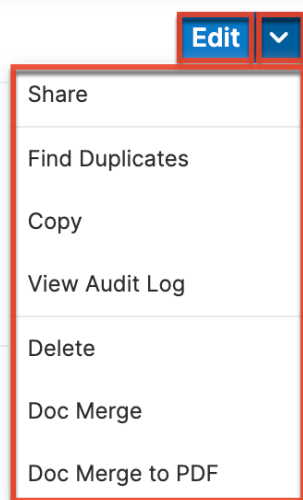 Edit
Share
Find Duplicates
Copy
View Audit Log
Delete
Doc Merge
Doc Merge to PDF